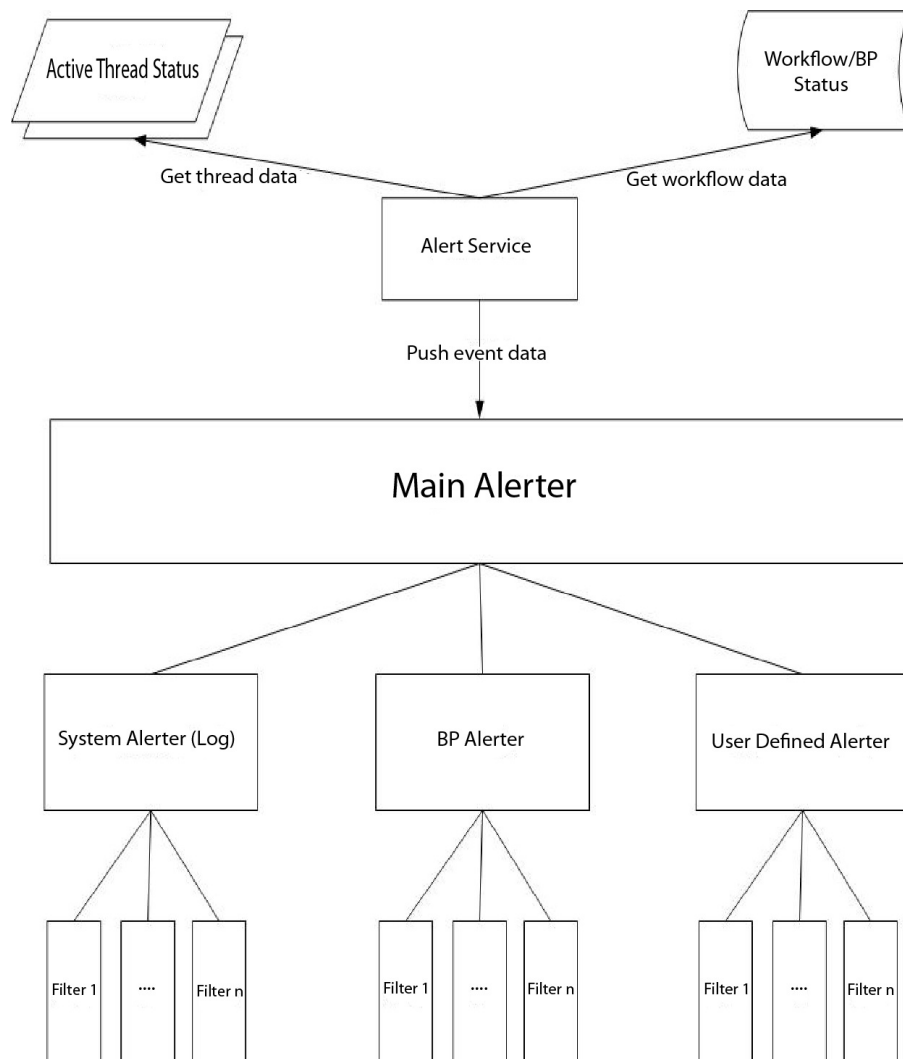 Active Thread Status
Workflow/BP
Status
Get thread data
Get workflow data
Alert Service
Push event data
Main Alerter
System Alerter (Log)
BP Alerter
User Defined Alerter
Filter 1
....
Filter n
Filter 1
....
Filter n
Filter 1
....
Filter n